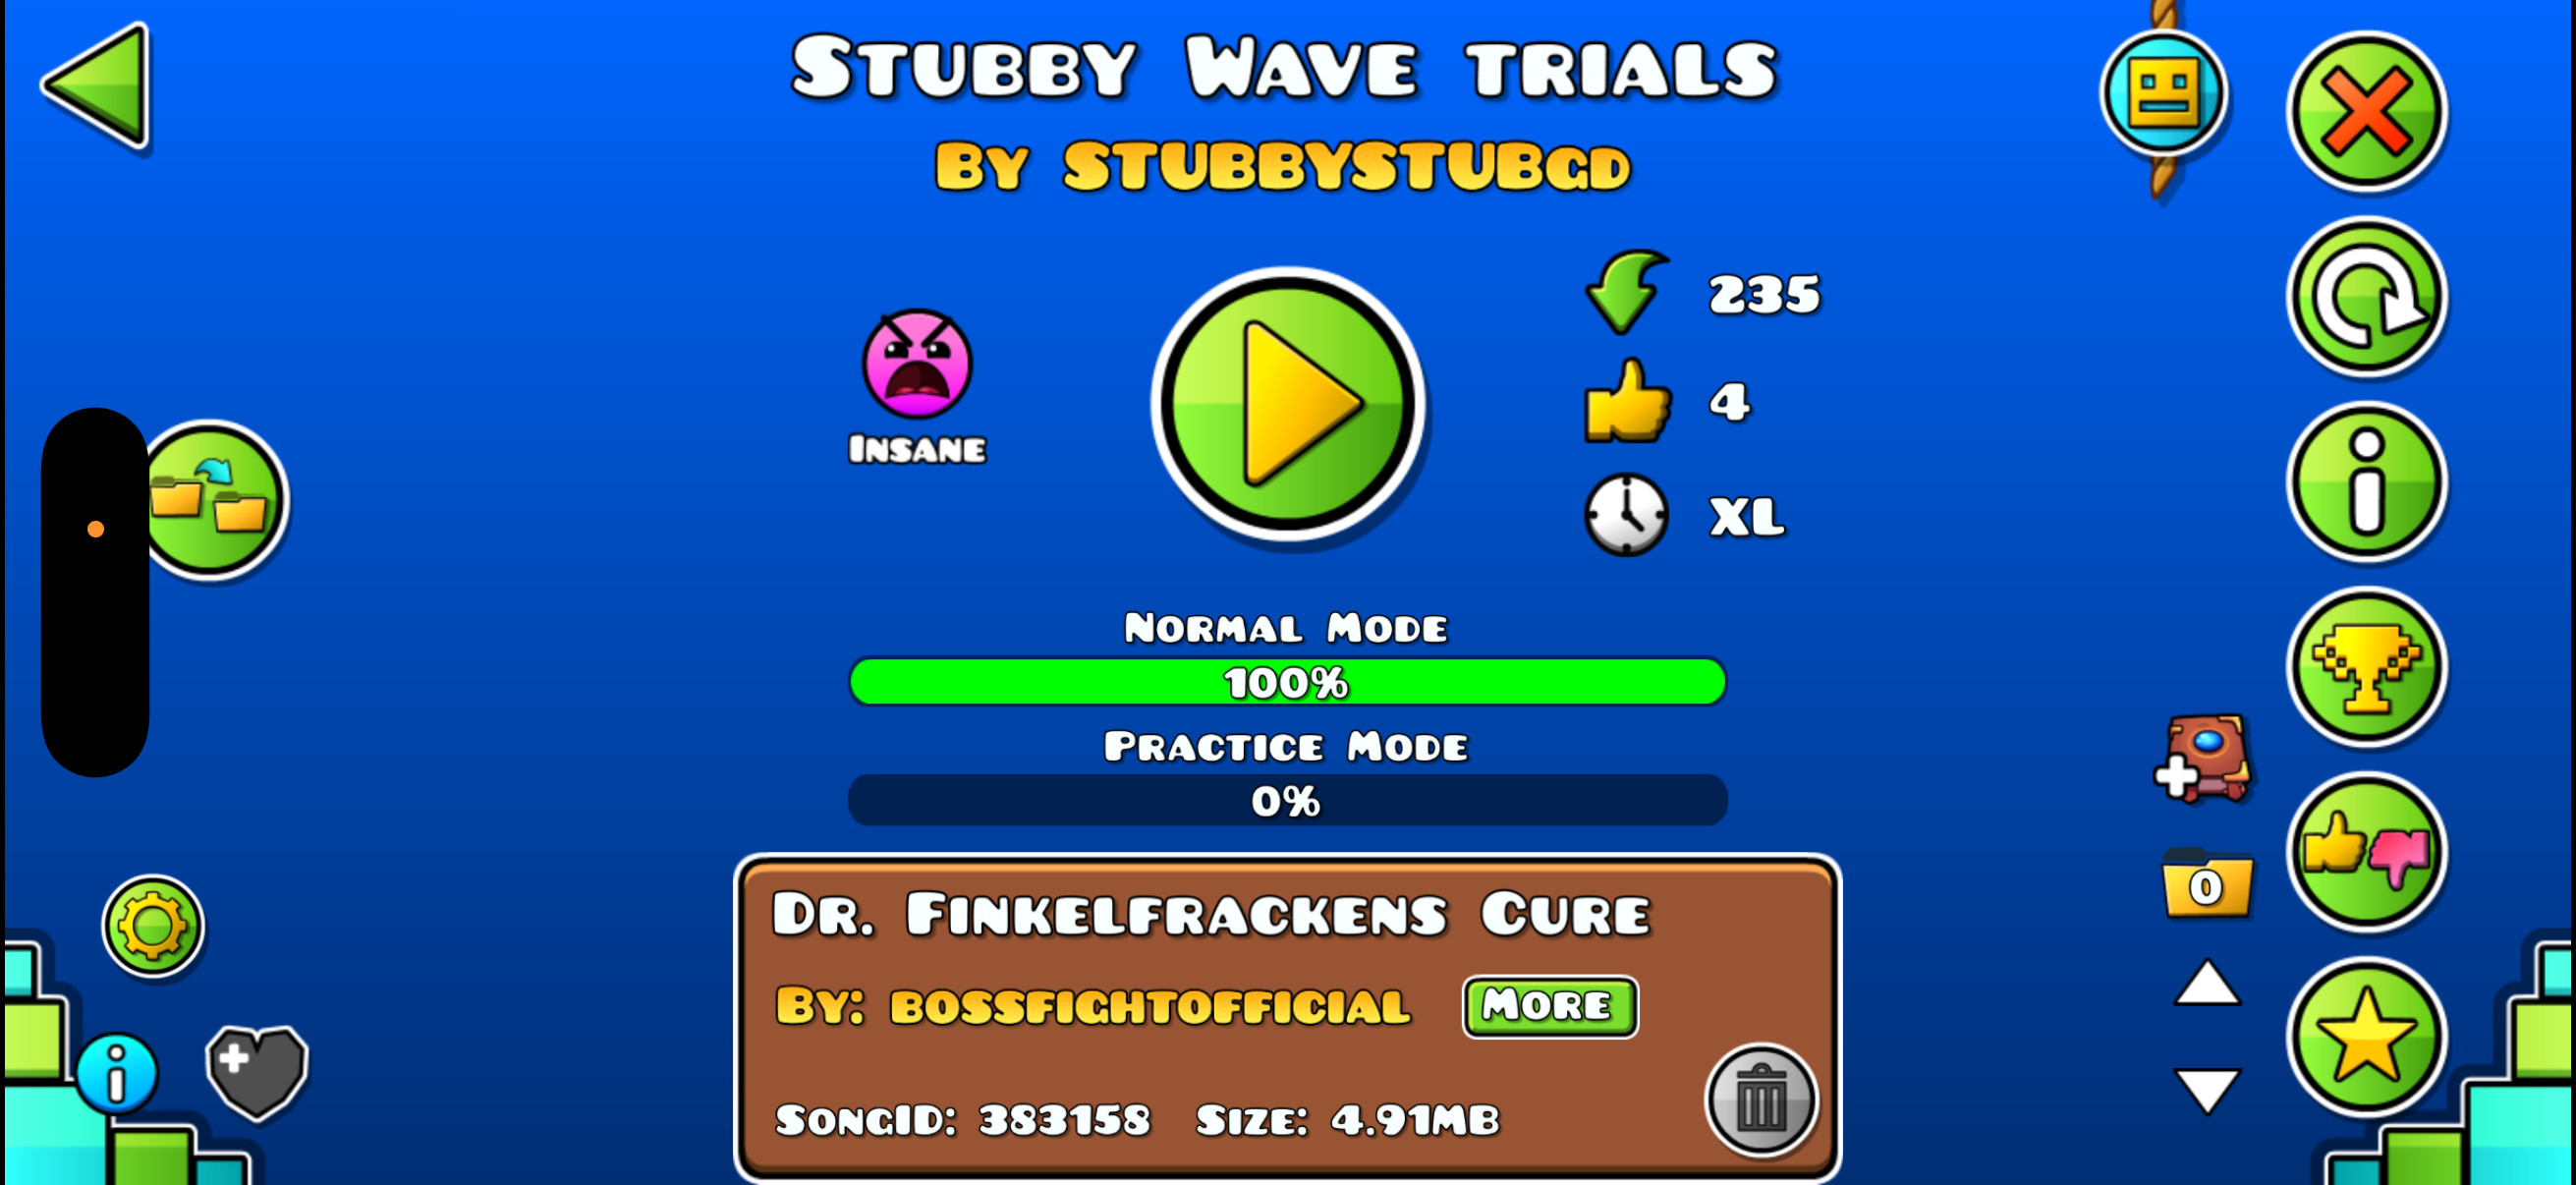 Stubby Wave trials
By STUBBYSTUBGD
235
Insane
4
XL
Normal Mode
100%
Practice Mode
0%
Dr. Finkelfrackens Cure
0
By: bossfightofficial
More
SongID: 383158 Size: 4.91MB